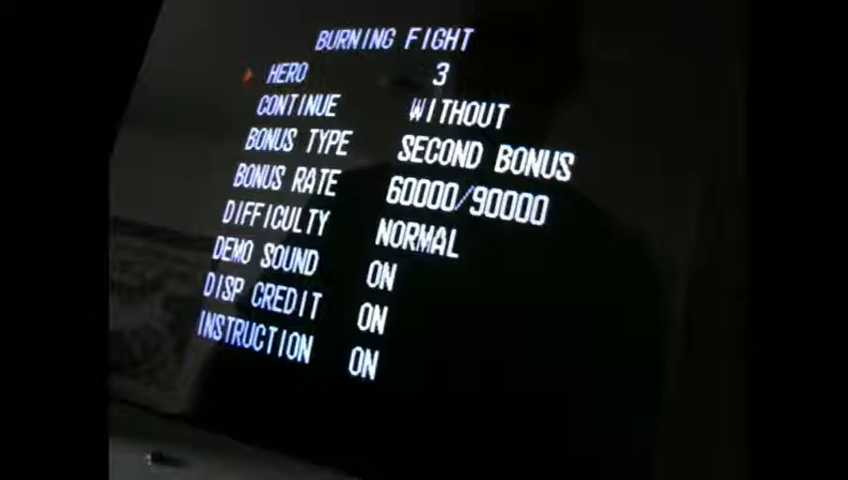 BURNING FIGHT
HERO 3
CONTINUE WITHOUT
BONUS TYPE SECOND BONUS
BONUS RATE 60000/90000
DIFFICULTY NORMAL
DEMO SOUND ON
DISP CREDIT ON
INSTRUCTION ON